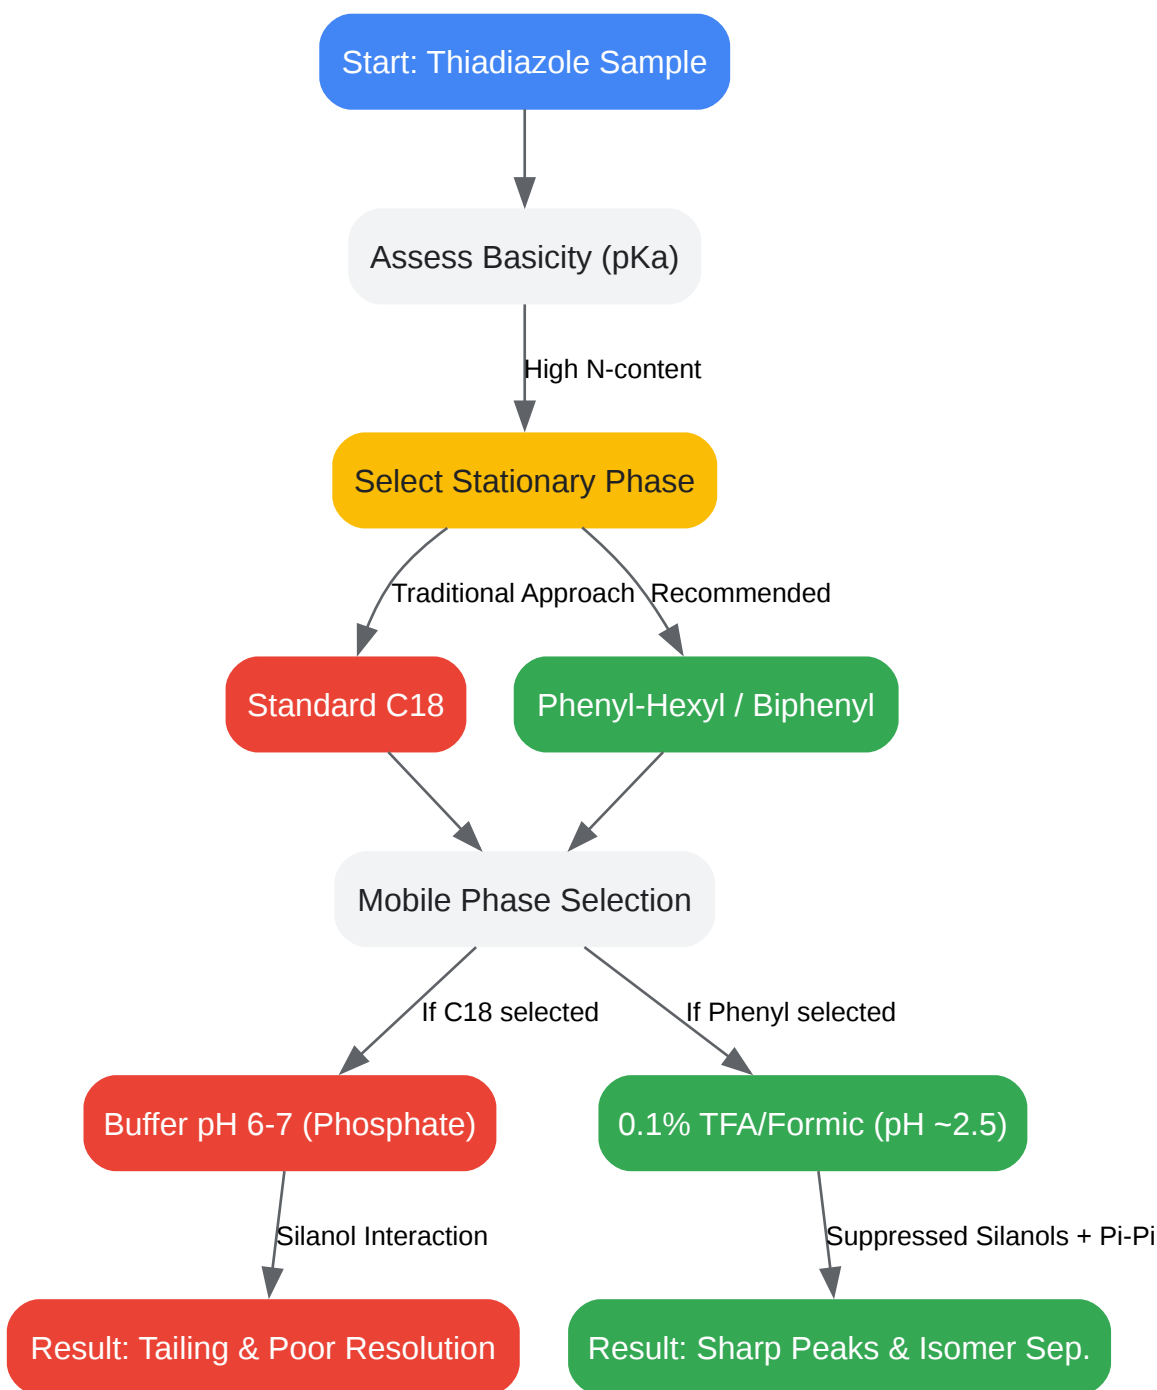 Start: Thiadiazole Sample
Assess Basicity (pKa)
High N-content
Select Stationary Phase
Traditional Approach
Recommended
Standard C18
Phenyl-Hexyl / Biphenyl
Mobile Phase Selection
If C18 selected
If Phenyl selected
Buffer pH 6-7 (Phosphate)
0.1% TFA/Formic (pH ~2.5)
Silanol Interaction
Suppressed Silanols + Pi-Pi
Result: Tailing & Poor Resolution
Result: Sharp Peaks & Isomer Sep.